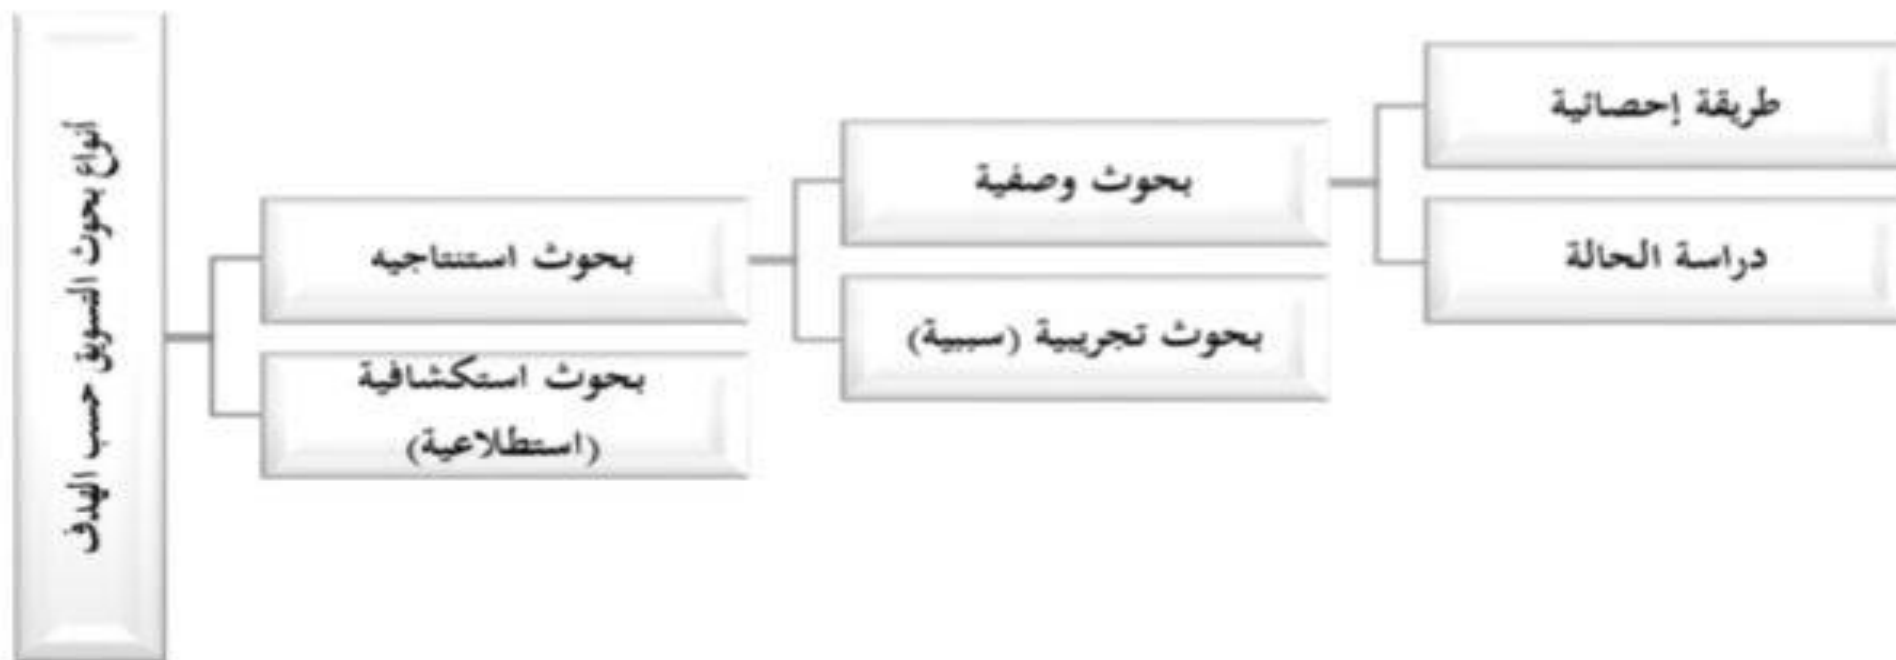 أنواع بحوث التسويق حسب الهدف
بحوث استنتاجيه
بحوث استكشافية
(استطلاعية)
بحوث وصفية
بحوث تجريبية (سببية)
طريقة إحصائية
دراسة الحالة